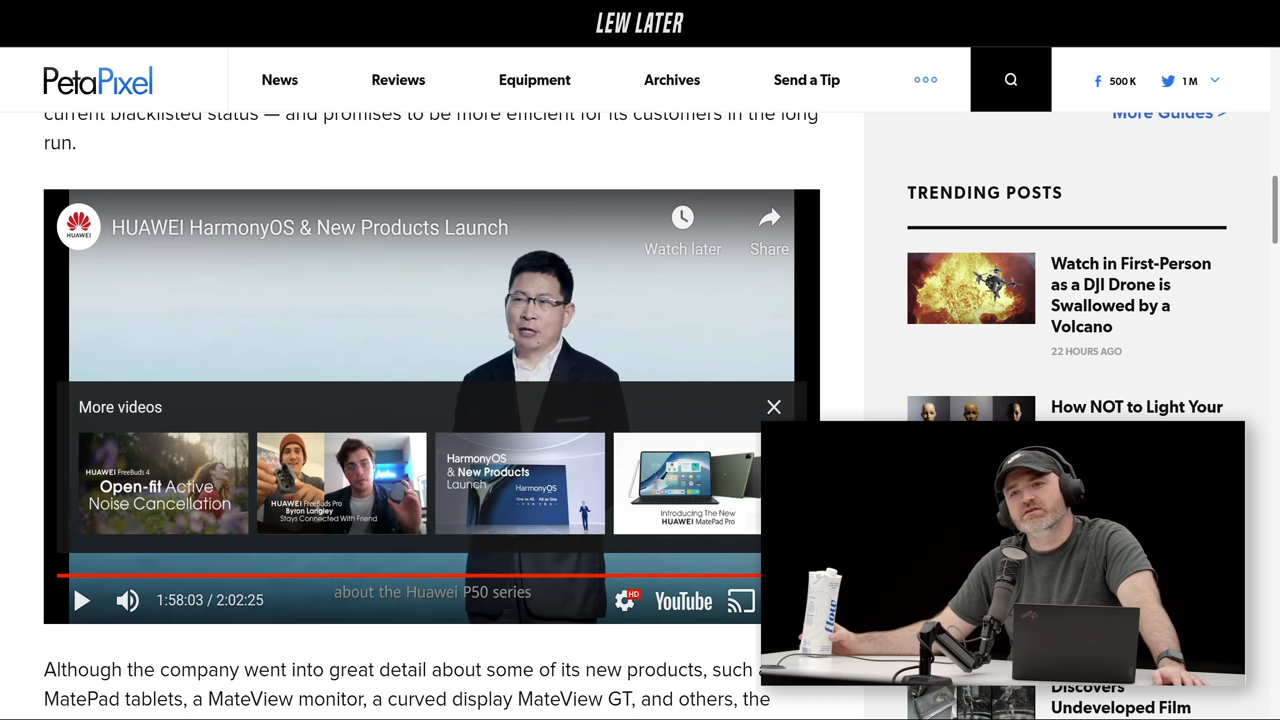 LEW LATER
PetaPixel
News
Reviews
Equipment
Archives
Send a Tip
500 K
1 M
current blacklisted status — and promises to be more efficient for its customers in the long
run.
More Guides >
HUAWEI
HUAWEI HarmonyOS & New Products Launch
Watch later
Share
More videos
HUAWEI FreeBuds 4
Open-fit Active
Noise Cancellation
HUAWEI FreeBuds Pro
Byron Langley
Stays Connected With Friend
HarmonyOS
& New Products
Launch
HarmonyOS
Introducing The New
HUAWEI MatePad Pro
about the Huawei P50 series
1:58:03 / 2:02:25
HD
YouTube
Although the company went into great detail about some of its new products, such
MatePad tablets, a MateView monitor, a curved display MateView GT, and others, the
TRENDING POSTS
Watch in First-Person
as a DJI Drone is
Swallowed by a
Volcano
22 HOURS AGO
How NOT to Light Your
flow
Discovers
Undeveloped Film